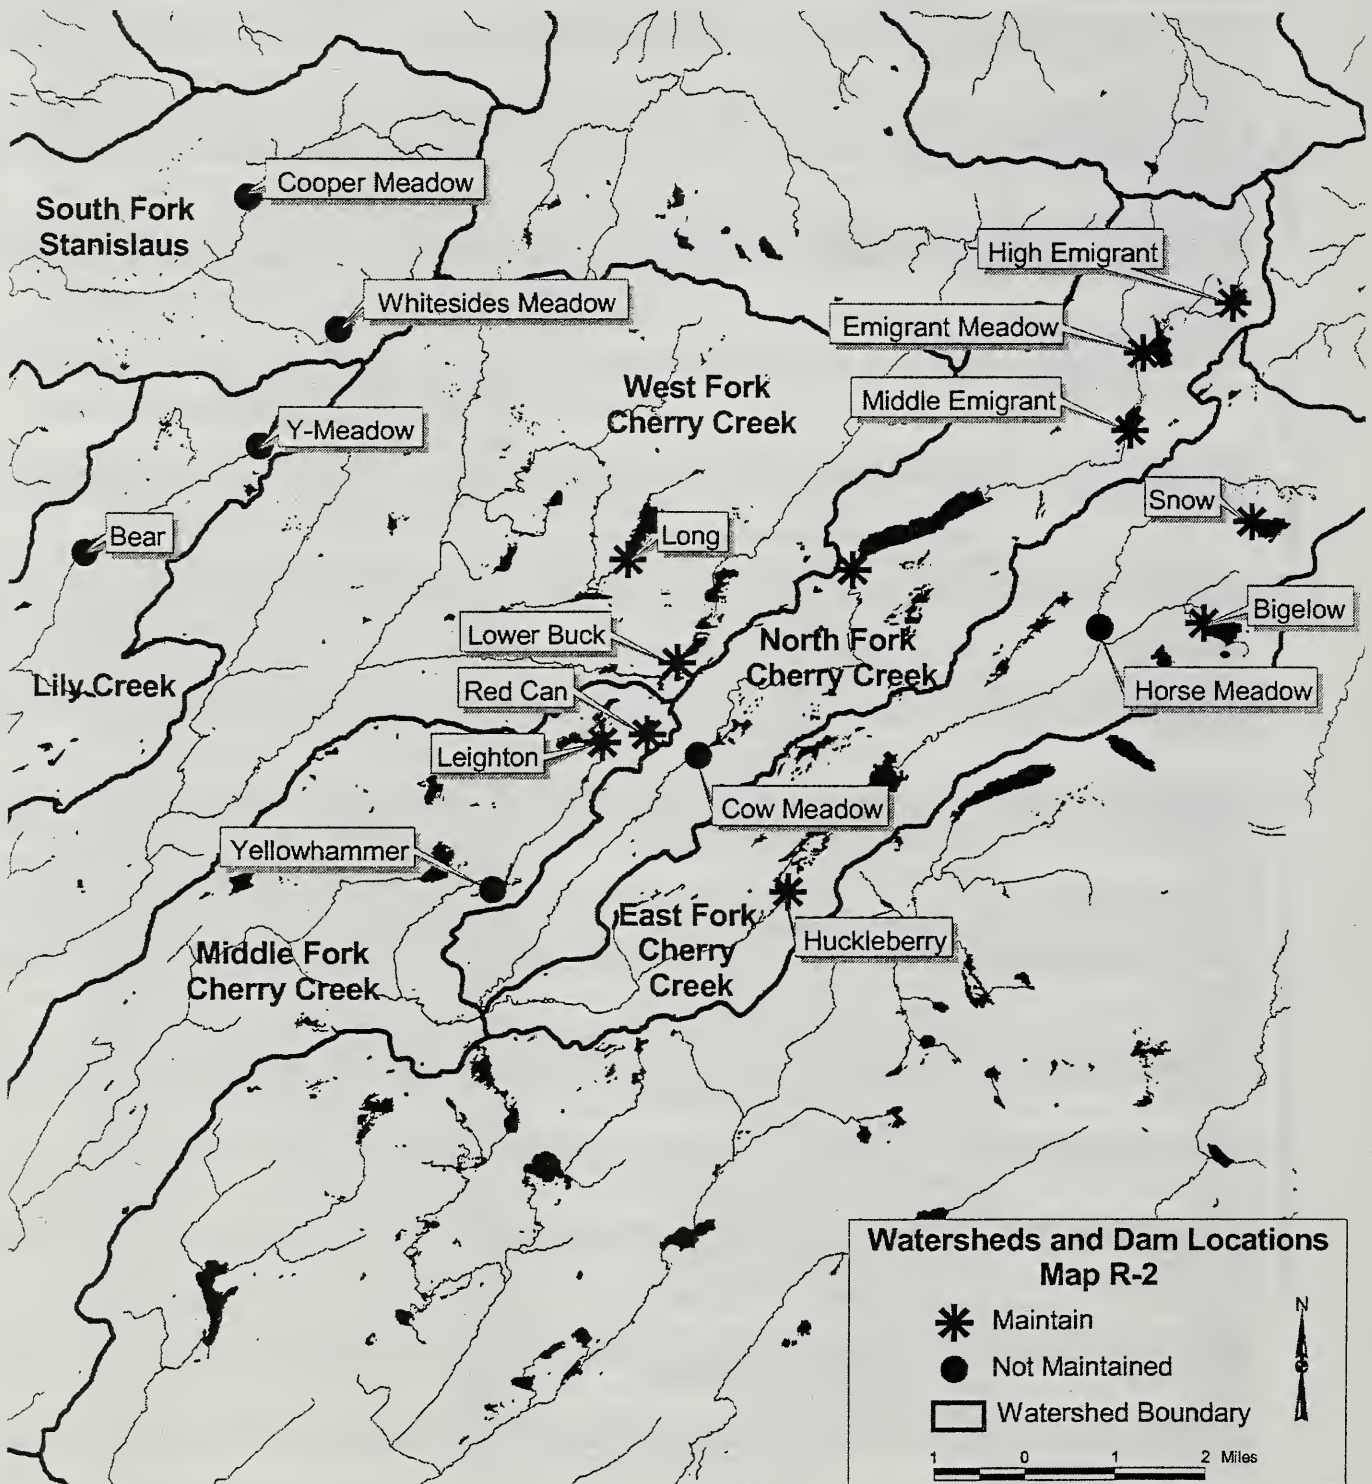 Cooper Meadow
South Fork
Stanislaus
High Emigrant
Whitesides Meadow
Emigrant Meadow
West Fork
Cherry Creek
Middle Emigrant
Y-Meadow
Snow
Bear
Long
Bigelow
Lower Buck
North Fork
Cherry Creek
Lily Creek
Red Can
Horse Meadow
Leighton
Cow Meadow
Yellowhammer
East Fork
Cherry
Creek
Huckleberry
Middle Fork
Cherry Creek
Watersheds and Dam Locations
Map R-2
N
Maintain
Not Maintained
Watershed Boundary
1 0 1 2 Miles